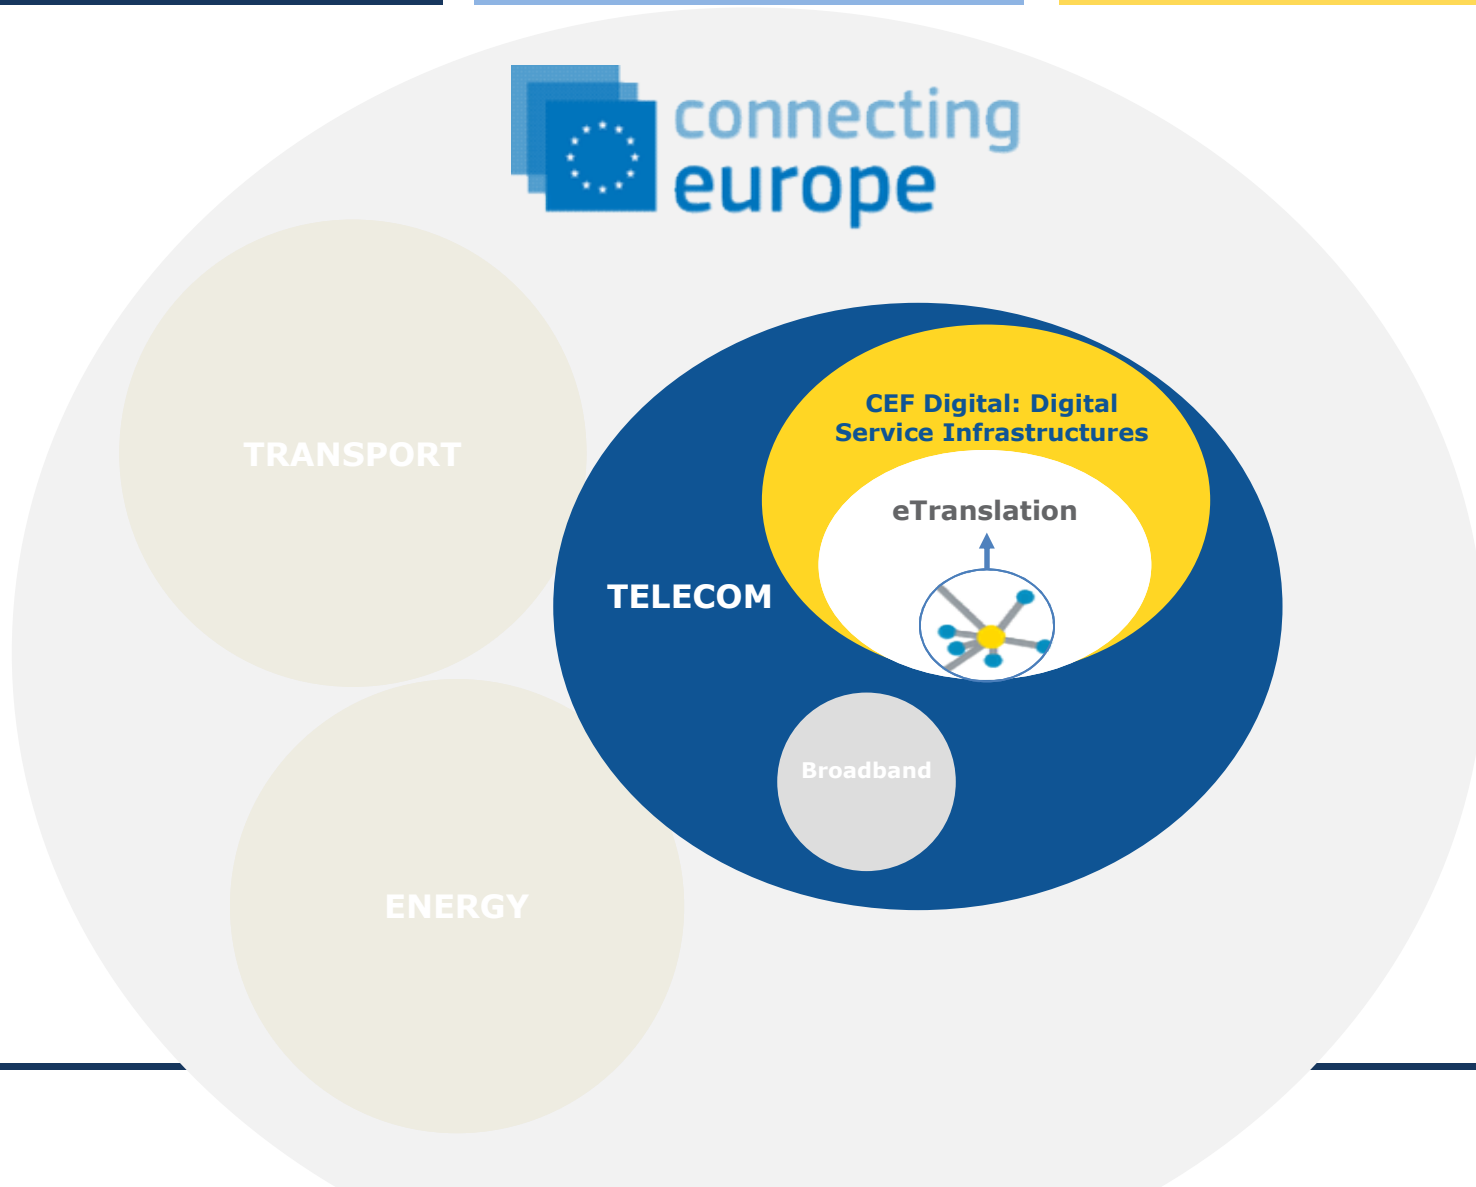 connecting
europe
CEF Digital: Digital
Service Infrastructures
TRANSPORT
eTranslation
TELECOM
Broadband
ENERGY